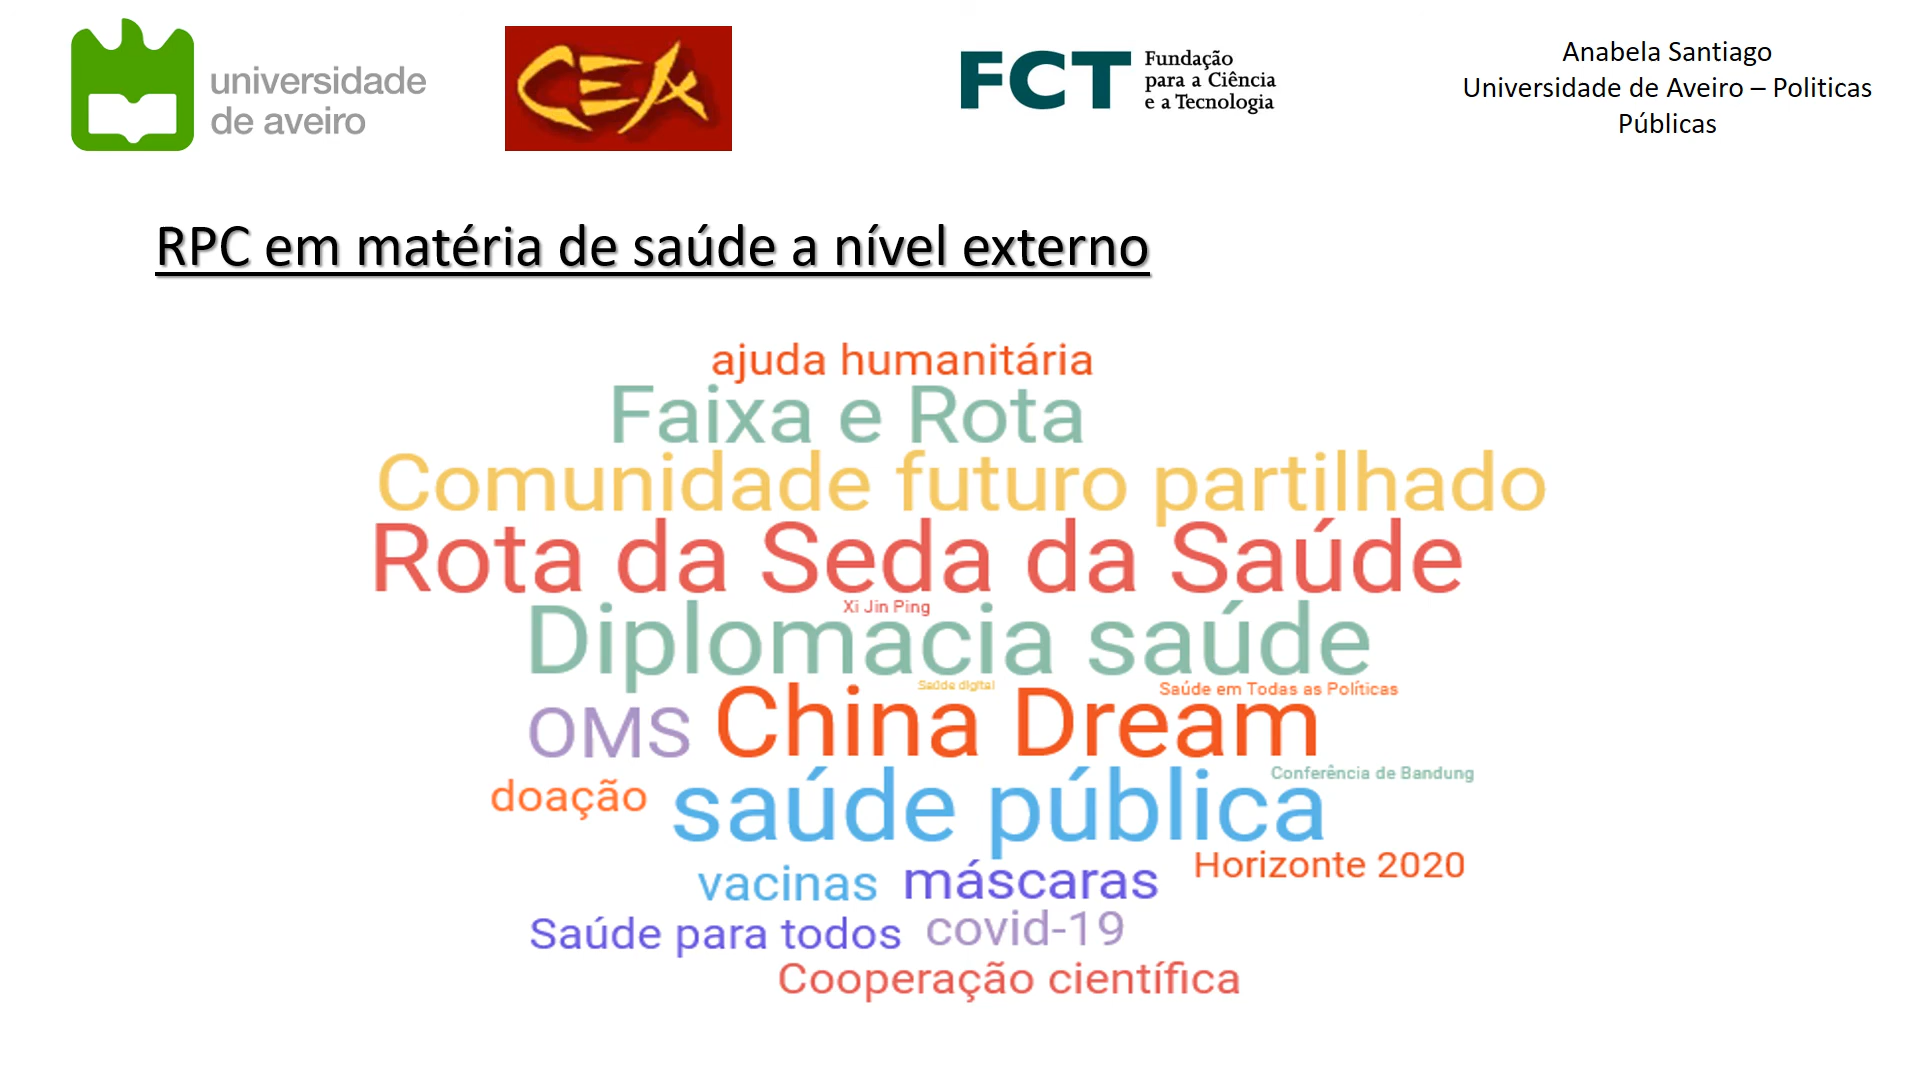 universidade
de aveiro
CEA
FCT
Fundação
para a Ciência
e a Tecnologia
Anabela Santiago
Universidade de Aveiro – Politicas
Públicas
RPC em matéria de saúde a nível externo
ajuda humanitária
Faixa e Rota
Comunidade futuro partilhado
Rota da Seda da Saúde
Xi Jin Ping
Diplomacia saúde
Saúde digital
Saúde em Todas as Políticas
OMS
China Dream
Conferência de Bandung
doação
saúde pública
Horizonte 2020
vacinas
máscaras
Saúde para todos
covid-19
Cooperação científica